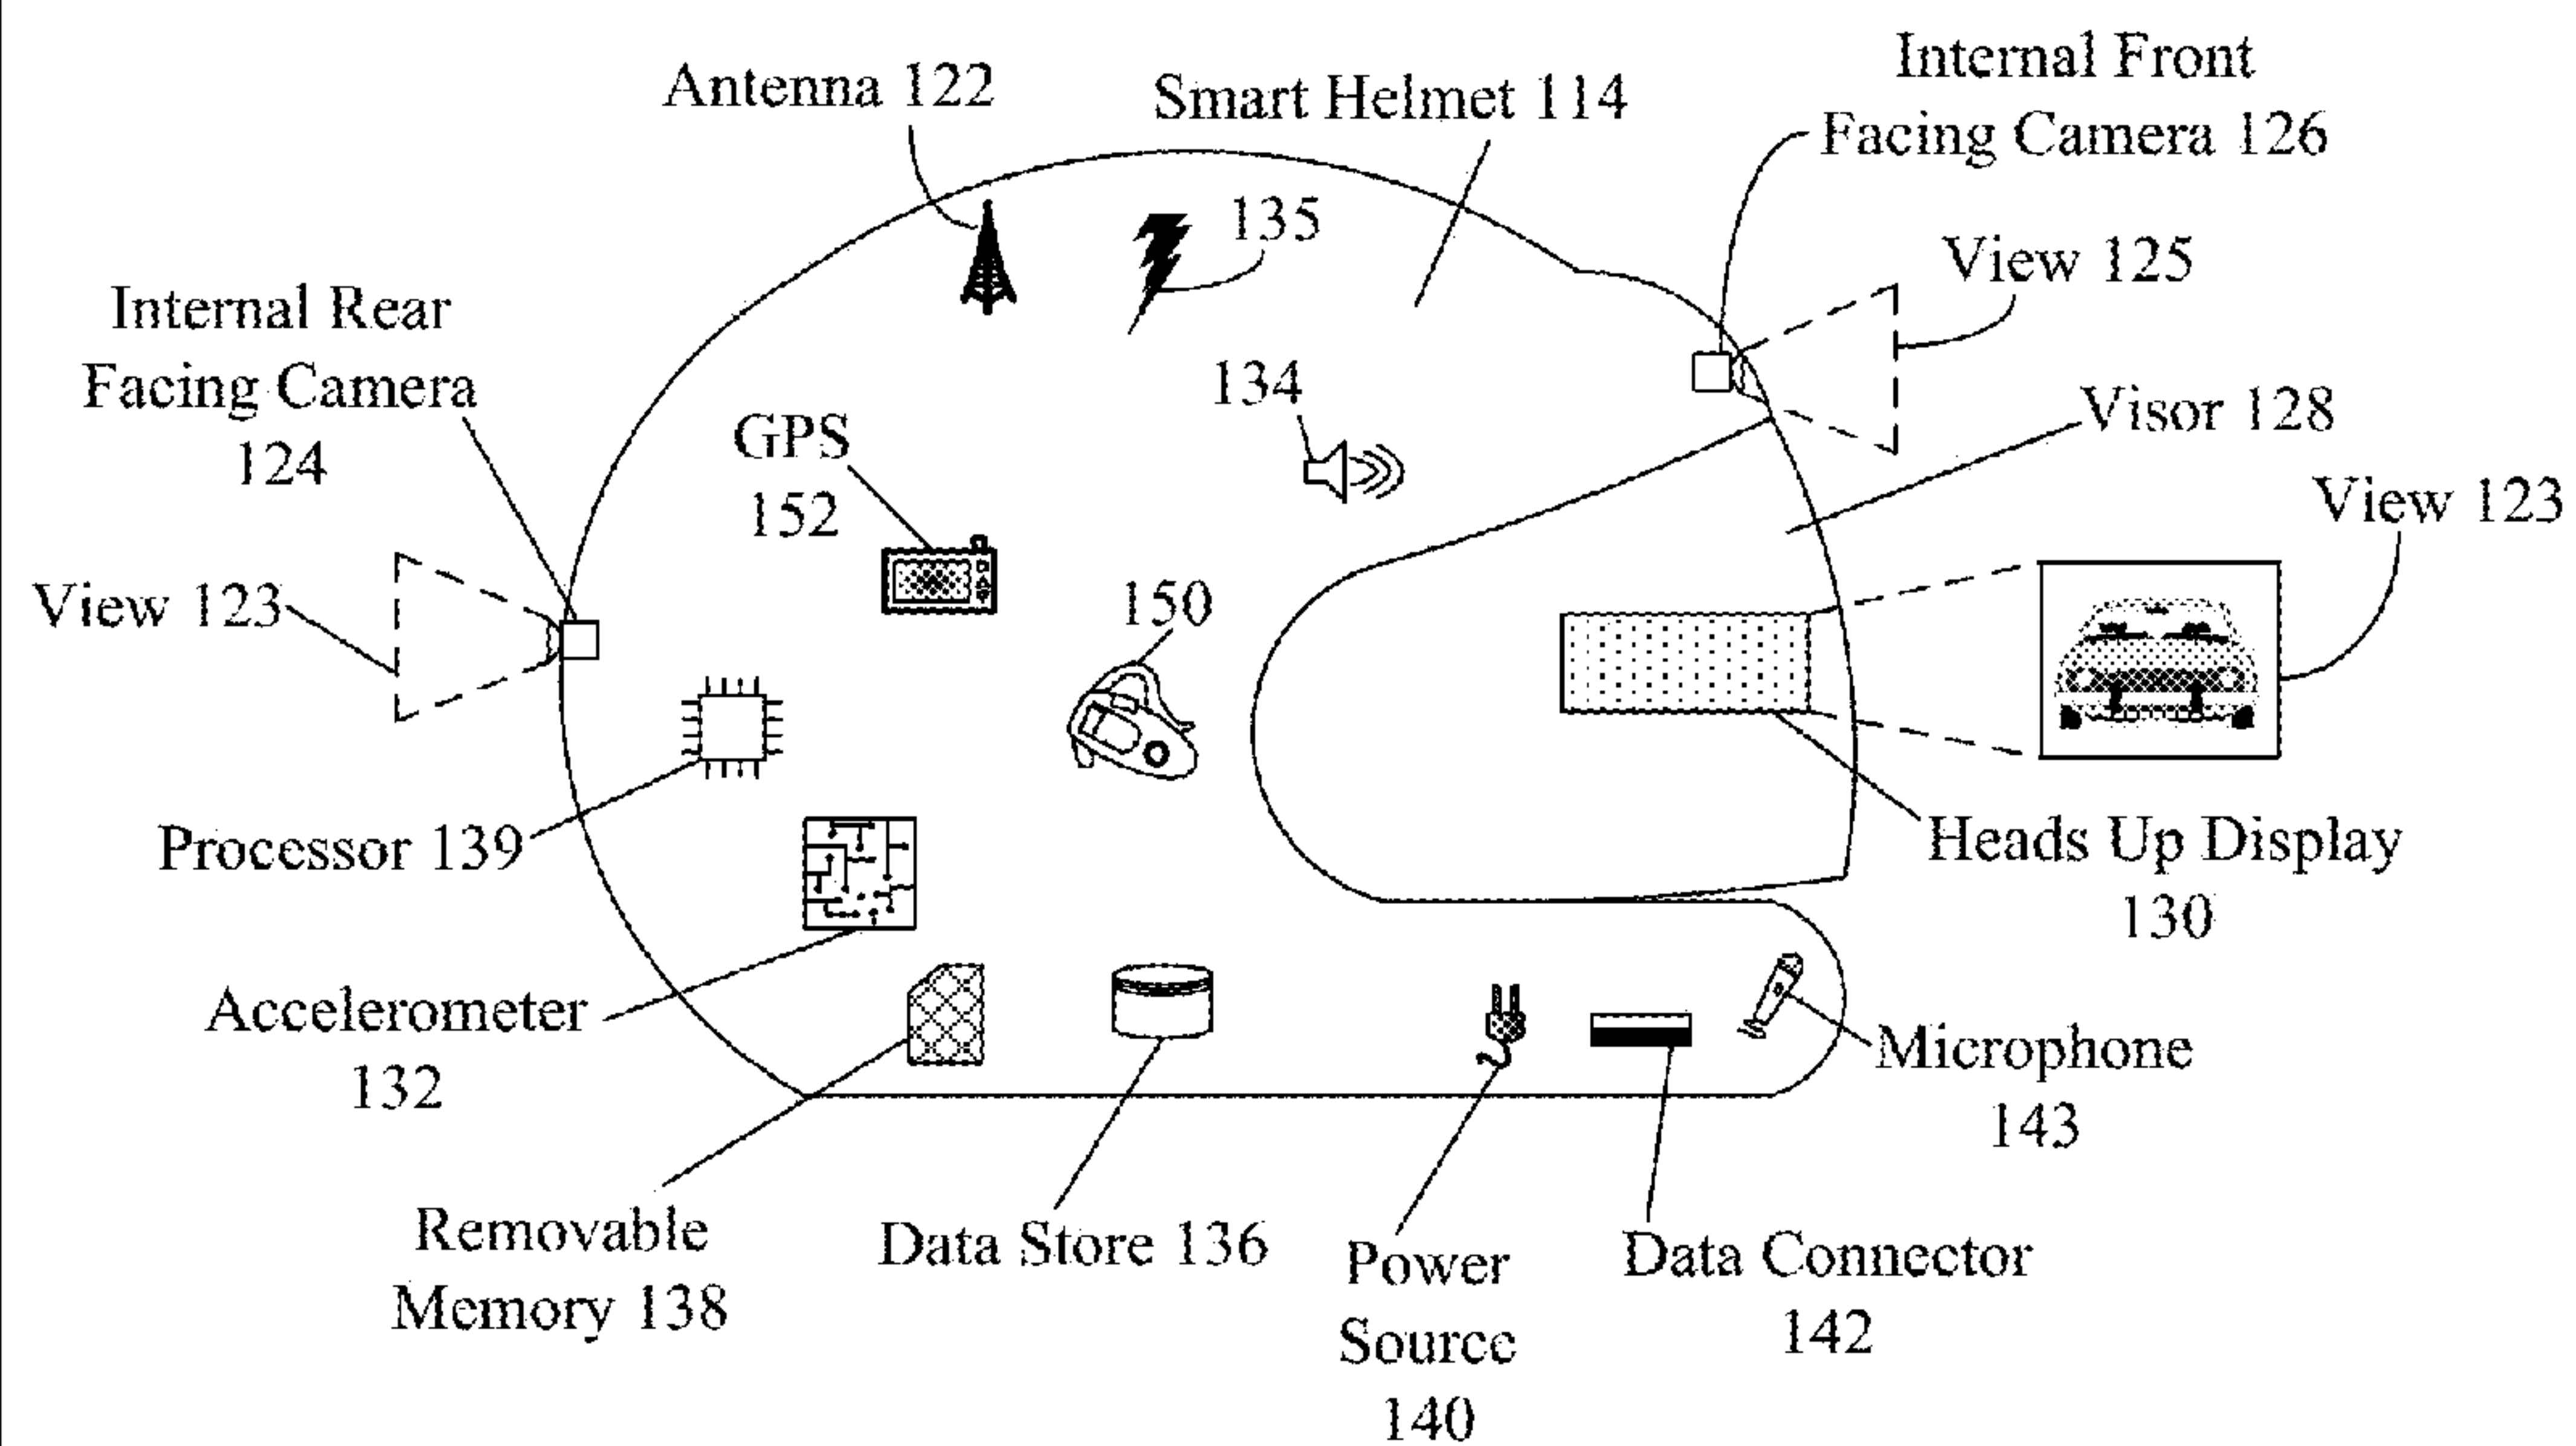 Antenna 122
Smart Helmet 114
Internal Front
Facing Camera 126
135
View 125
Internal Rear
Facing Camera
124
134
GPS
152
Visor 128
View 123
View 123
150
Processor 139
Heads Up Display
130
Accelerometer
132
Microphone
143
Removable
Memory 138
Data Store 136
Power
Source
140
Data Connector
142